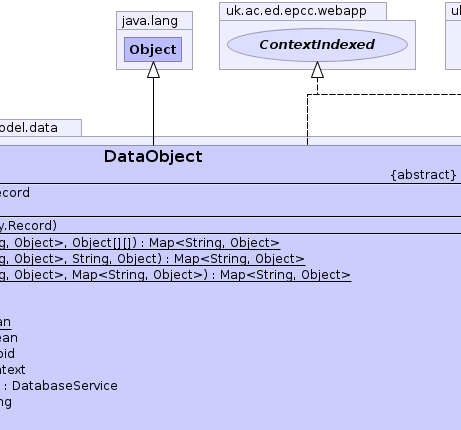 java.lang
uk.ac.ed.epcc.webapp
Object
ContextIndexed
odel.data
DataObject
{abstract}
ecord
y.Record)
g, Object>, Object[][]) : Map<String, Object>
g, Object>, String, Object) : Map<String, Object>
g, Object>, Map<String, Object>) : Map<String, Object>
an
ean
oid
ntext
: DatabaseService
ng